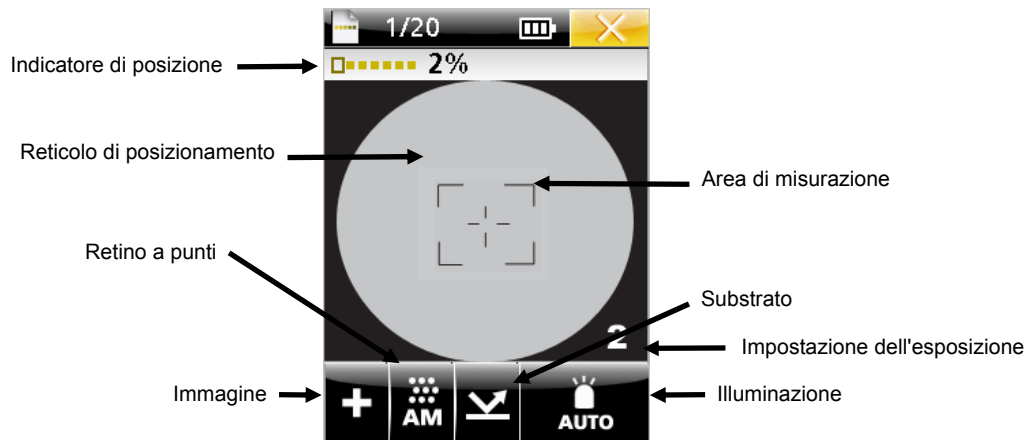 1/20
Indicatore di posizione
2%
Reticolo di posizionamento
Area di misurazione
Retino a punti
Substrato
2
Impostazione dell'esposizione
Immagine
AM
AUTO
Illuminazione